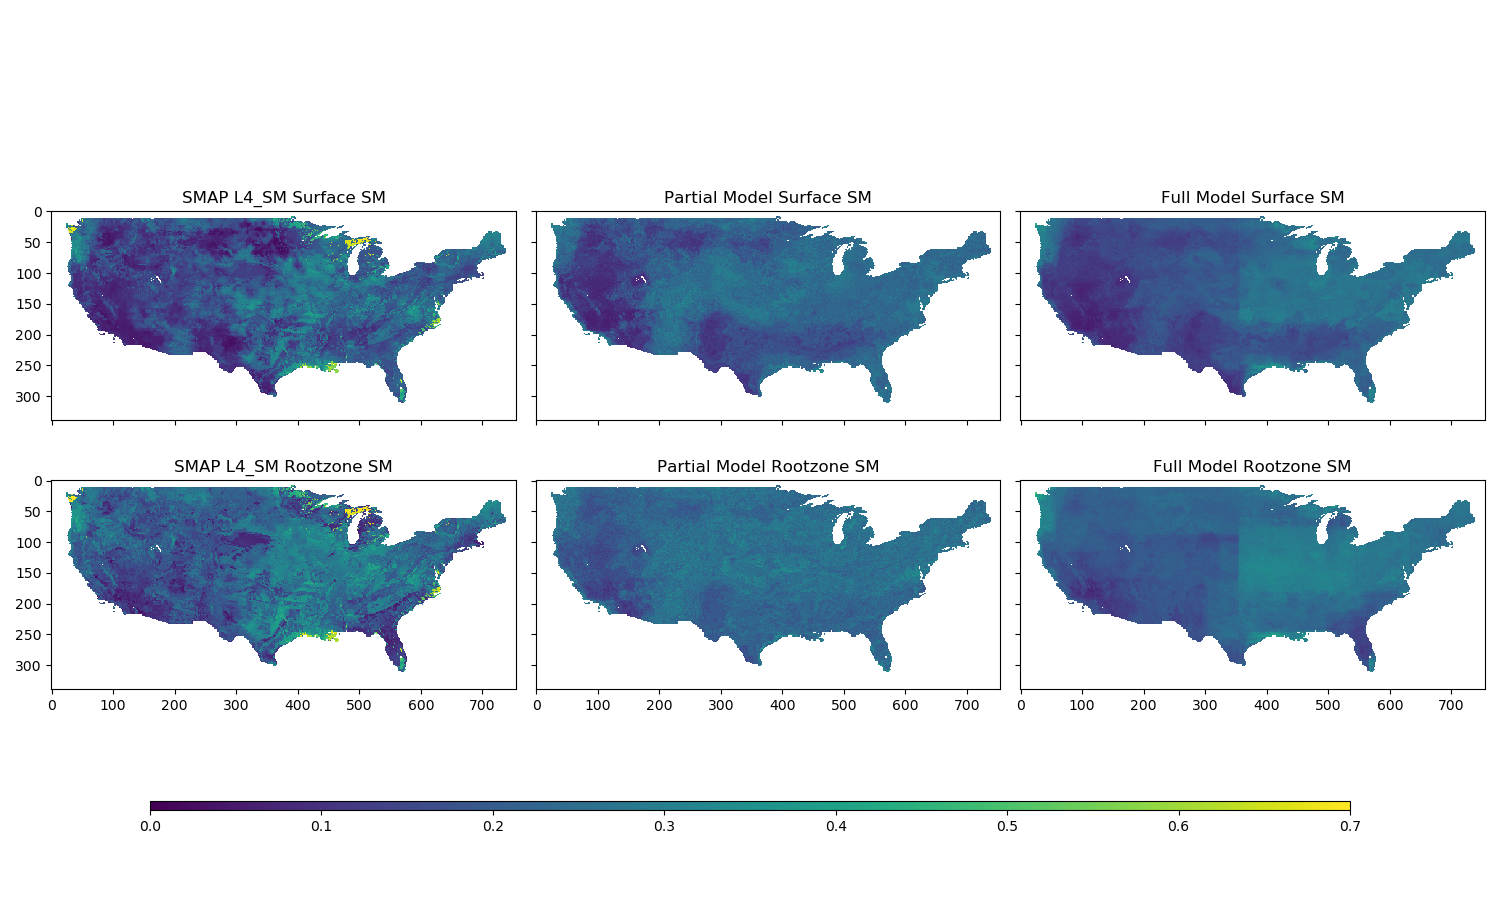 SMAP L4_SM Surface SM
Partial Model Surface SM
Full Model Surface SM
0
50
100
150
200
250
300
SMAP L4_SM Rootzone SM
Partial Model Rootzone SM
Full Model Rootzone SM
0
50
100
150
200
250
300
0 100 200 300 400 500 600 700
0 100 200 300 400 500 600 700
0 100 200 300 400 500 600 700
0.0 0.1 0.2 0.3 0.4 0.5 0.6 0.7